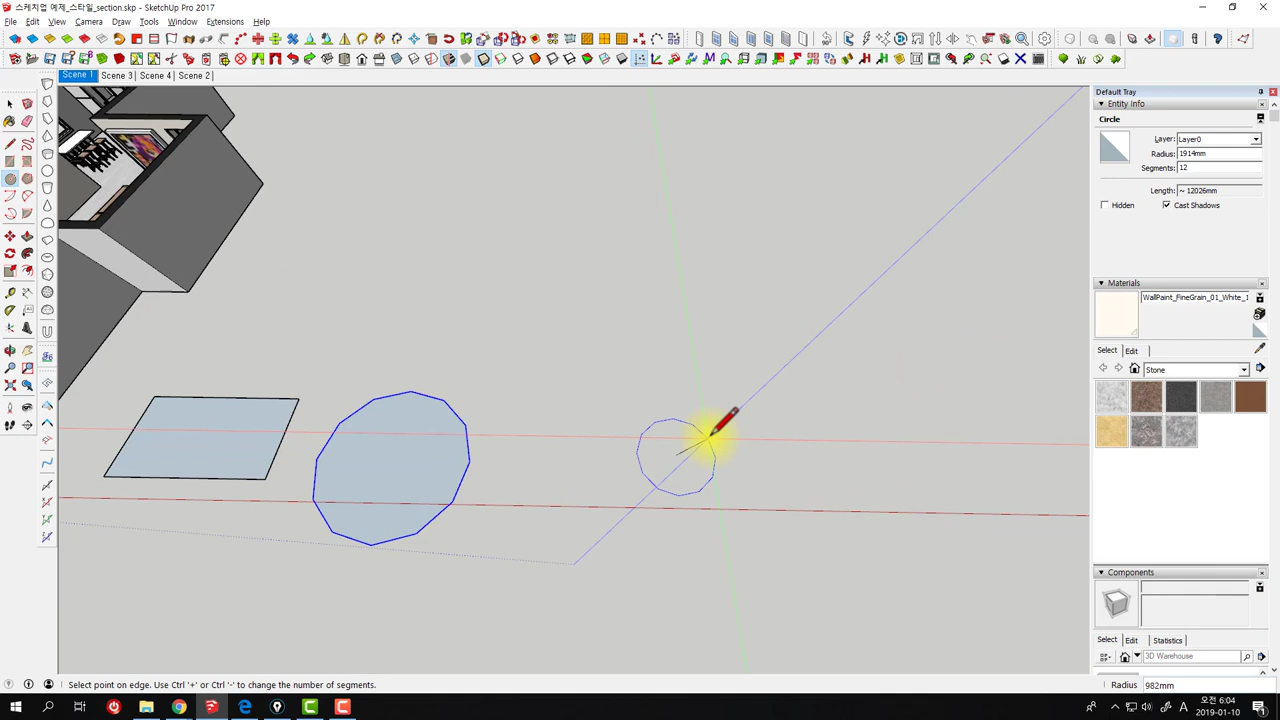 스케치업 예제_스타일_section.skp - SketchUp Pro 2017
File Edit View Camera Draw Tools Window Extensions Help
Scene 1 Scene 3 Scene 4 Scene 2
Default Tray
Entity Info
Circle
Layer: Layer0
Radius: 1914mm
Segments: 12
Length: ~ 12026mm
Hidden Cast Shadows
Materials
WallPaint_FineGrain_01_White_1
Select Edit
Stone
Components
Select Edit Statistics
3D Warehouse
Select point on edge. Use Ctrl '+' or Ctrl '-' to change the number of segments.
Radius 982mm
A 오전 6:04
2019-01-10